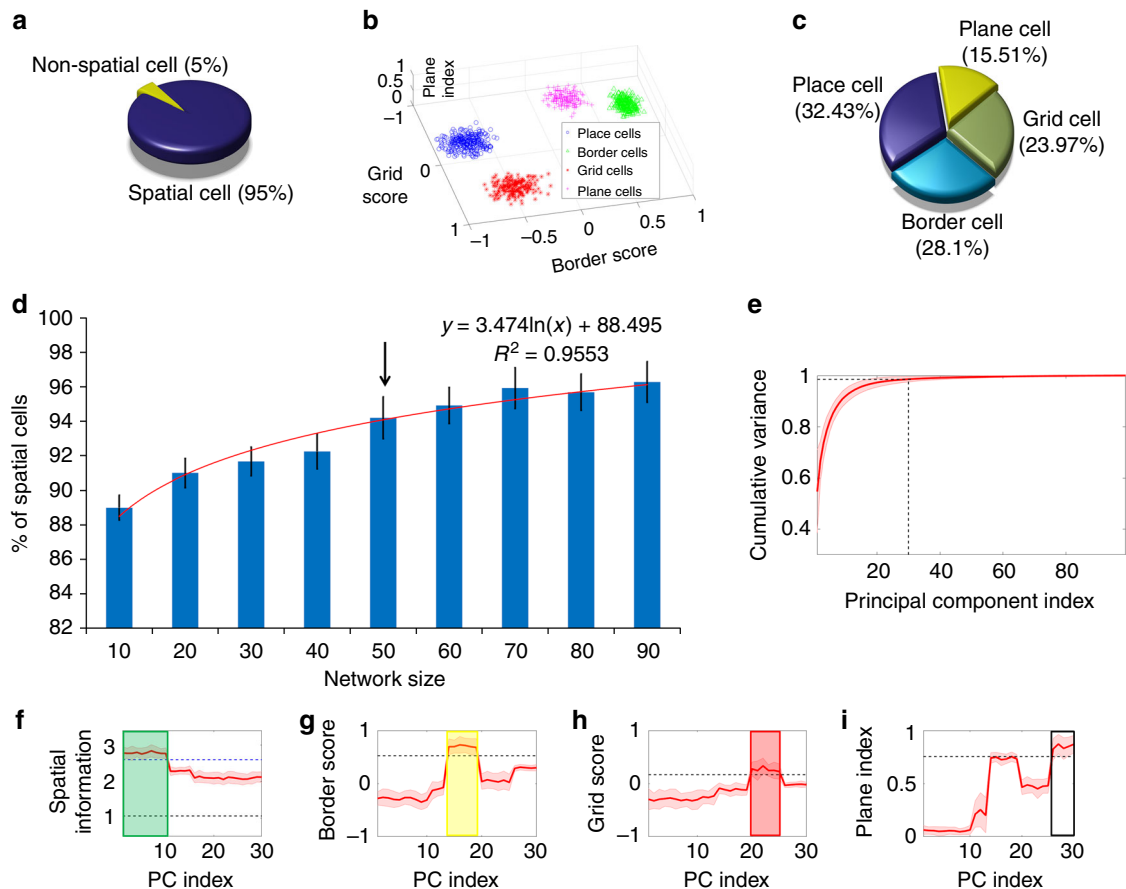 a
Non-spatial cell (5%)
Spatial cell (95%)
b
Plane
index
1
0.5
0
−1
0
1
Grid
score
−1
−0.5
0
0.5
1
Border score
Place cells
Border cells
Grid cells
Plane cells
c
Plane cell
(15.51%)
Place cell
(32.43%)
Grid cell
(23.97%)
Border cell
(28.1%)
d
100
98
96
94
92
90
88
86
84
82
% of spatial cells
y = 3.474ln(x) + 88.495
R² = 0.9553
10 20 30 40 50 60 70 80 90
Network size
e
1
0.8
0.6
0.4
Cumulative variance
20 40 60 80
Principal component index
f
Spatial
information
3
2
1
10 20 30
PC index
g
Border score
1
0
−1
10 20 30
PC index
h
Grid score
1
0
−1
10 20 30
PC index
i
Plane index
1
0.5
0
10 20 30
PC index